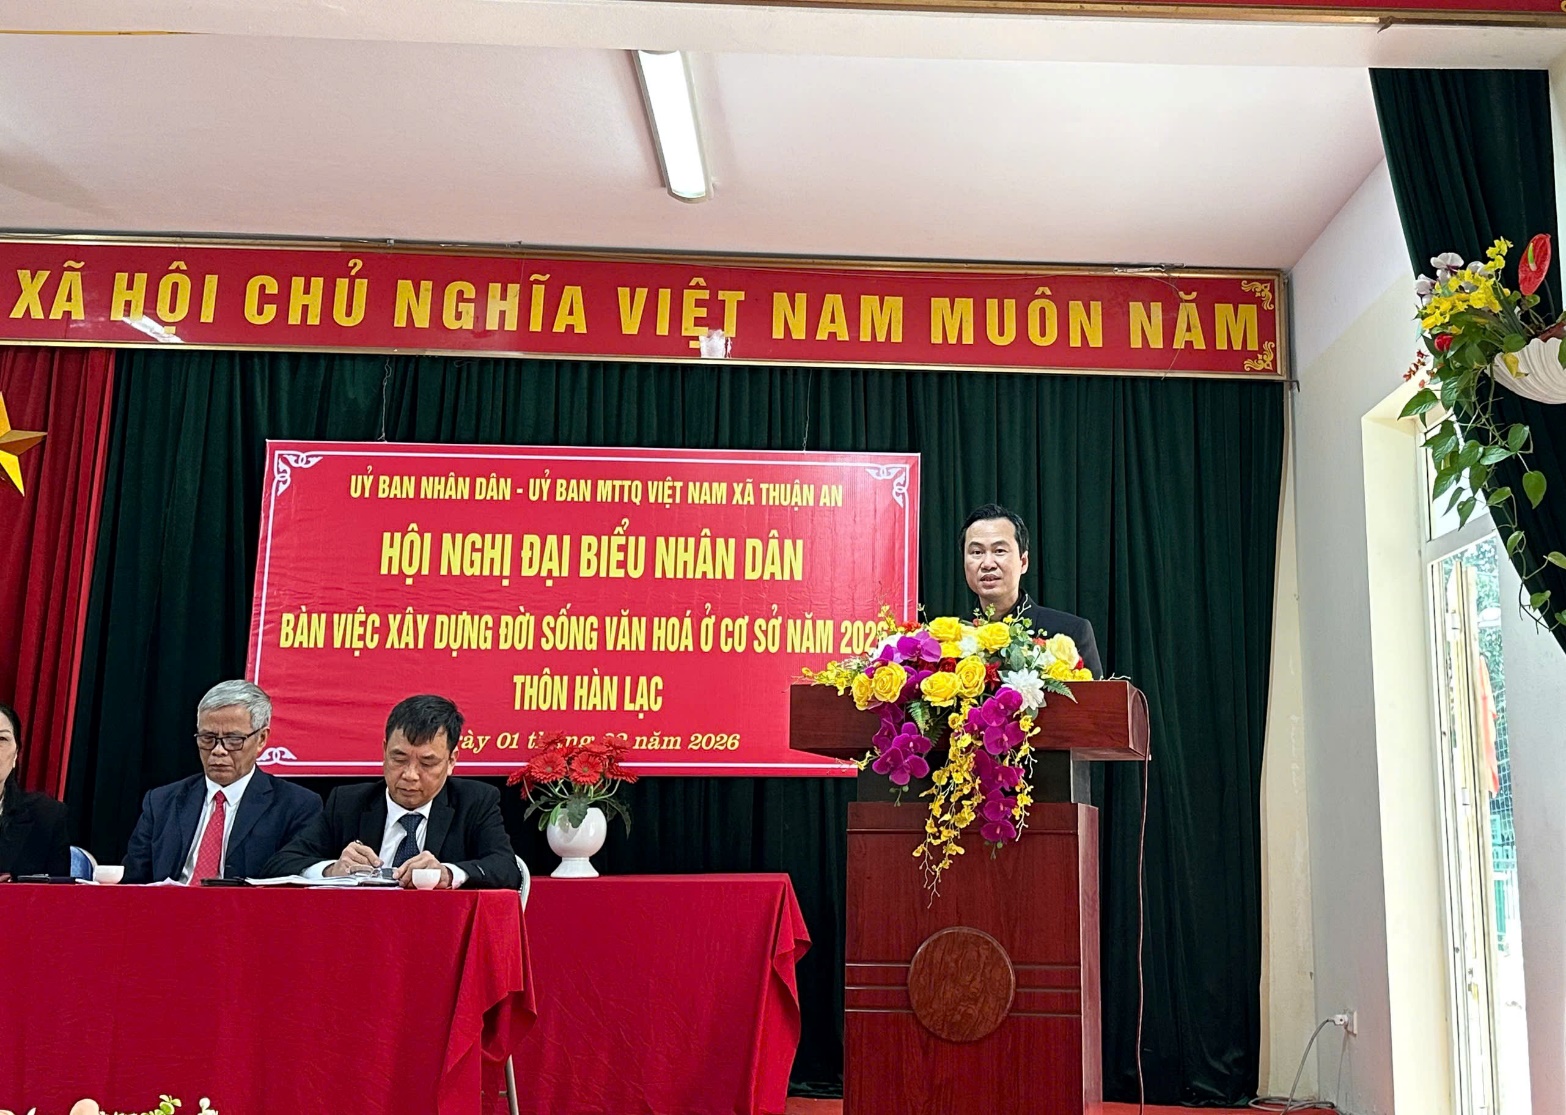 XÃ HỘI CHỦ NGHĨA VIỆT NAM MUÔN NĂM
UỶ BAN NHÂN DÂN - UỶ BAN MTTQ VIỆT NAM XÃ THUẬN AN
HỘI NGHỊ ĐẠI BIỂU NHÂN DÂN
BÀN VIỆC XÂY DỰNG ĐỜI SỐNG VĂN HOÁ Ở CƠ SỞ NĂM 2026
THÔN HÀN LẠC
01 năm 2026